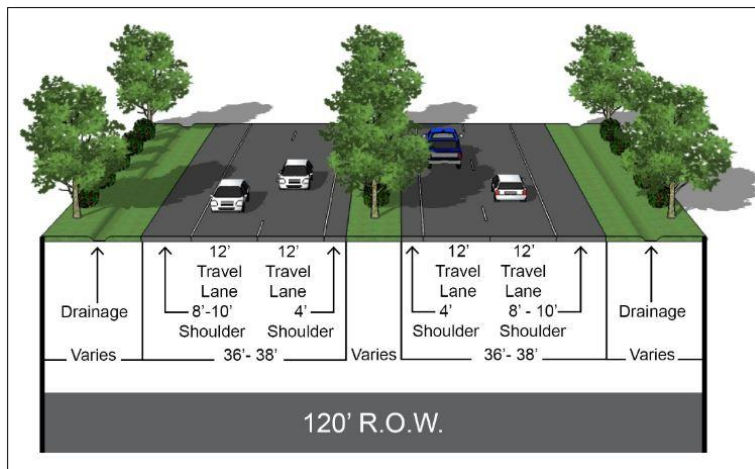 12' 12' 12' 12'
Travel Travel Travel Travel
Lane Lane Lane Lane
Drainage 8'-10' 4' 4' 8' - 10' Drainage
Shoulder Shoulder Shoulder Shoulder
Varies 36'- 38' Varies 36'- 38' Varies
120' R.O.W.